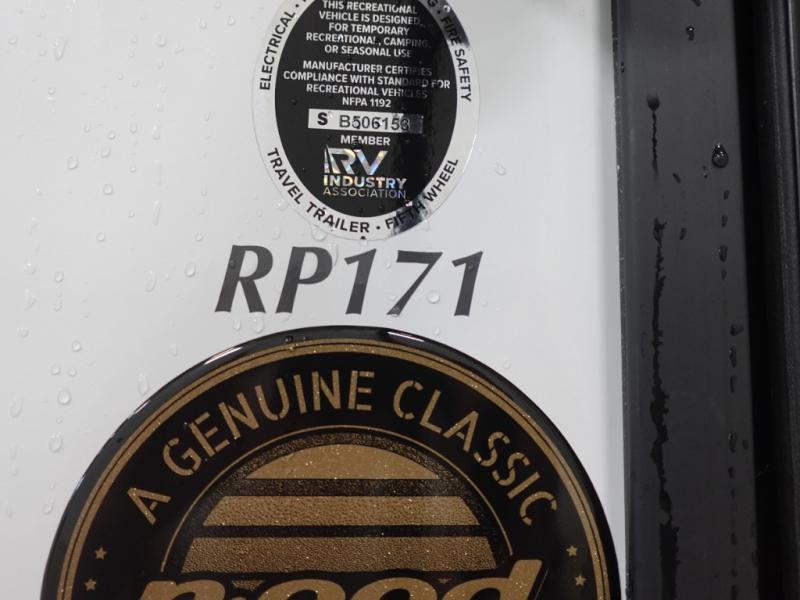 ELECTRICAL •
• FIRE SAFETY
THIS RECREATIONAL
VEHICLE IS DESIGNED
FOR TEMPORARY
RECREATIONAL, CAMPING,
OR SEASONAL USE
MANUFACTURER CERTIFIES
COMPLIANCE WITH STANDARD FOR
RECREATIONAL VEHICLES
NFPA 1192
S B506153
MEMBER
RV
INDUSTRY
ASSOCIATION
TRAVEL TRAILER • FIFTH WHEEL
RP171
A GENUINE CLASSIC